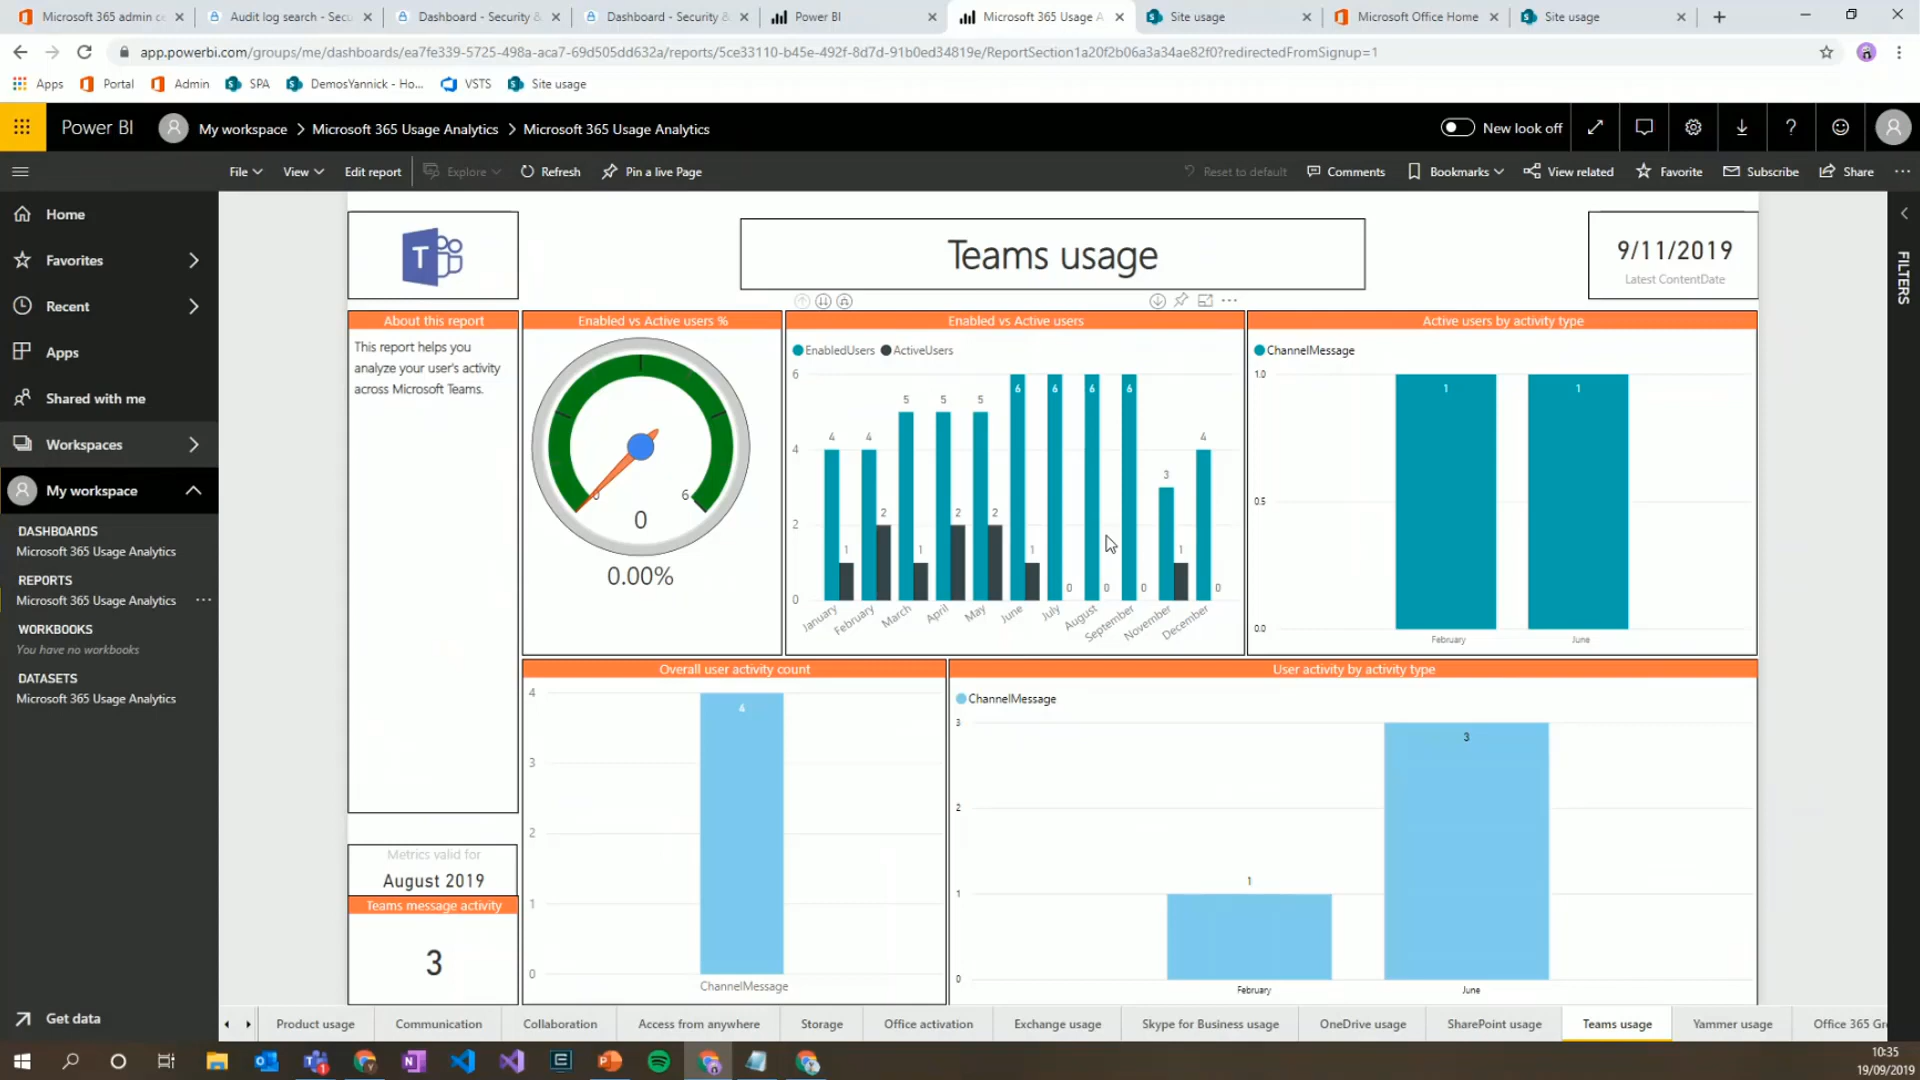 Microsoft 365 admin ce
Audit log search - Secu
Dashboard - Security &
Dashboard - Security &
Power BI
Microsoft 365 Usage A
Site usage
Microsoft Office Home
Site usage
app.powerbi.com/groups/me/dashboards/ea7fe339-5725-498a-aca7-69d505dd632a/reports/5ce33110-b45e-492f-8d7d-91b0ed34819e/ReportSection1a20f2b06a3a34ae82f0?redirectedFromSignup=1
Apps Portal Admin SPA DemosYannick - Ho... VSTS Site usage
Power BI My workspace > Microsoft 365 Usage Analytics > Microsoft 365 Usage Analytics New look off
File View Edit report Explore Refresh Pin a live Page Reset to default Comments Bookmarks View related Favorite Subscribe Share
Home
Favorites
Recent
Apps
Shared with me
Workspaces
My workspace
DASHBOARDS
Microsoft 365 Usage Analytics
REPORTS
Microsoft 365 Usage Analytics
WORKBOOKS
You have no workbooks
DATASETS
Microsoft 365 Usage Analytics
Get data
T
Teams usage
9/11/2019
Latest ContentDate
FILTERS
About this report
This report helps you
analyze your user's activity
across Microsoft Teams.
Metrics valid for
August 2019
Teams message activity
3
Enabled vs Active users %
0 6
0
0.00%
Enabled vs Active users
EnabledUsers ActiveUsers
6
4
2
0
4 4 5 5 5 6 6 6 6 3 4
1 2 1 2 2 1 0 0 0 1 0
January February March April May June July August September November December
Active users by activity type
ChannelMessage
1.0
0.5
0.0
1 1
February June
Overall user activity count
4
3
2
1
0
4
ChannelMessage
User activity by activity type
ChannelMessage
3
2
1
0
1 3
February June
Product usage Communication Collaboration Access from anywhere Storage Office activation Exchange usage Skype for Business usage OneDrive usage SharePoint usage Teams usage Yammer usage Office 365 Gr
10:35
19/09/2019